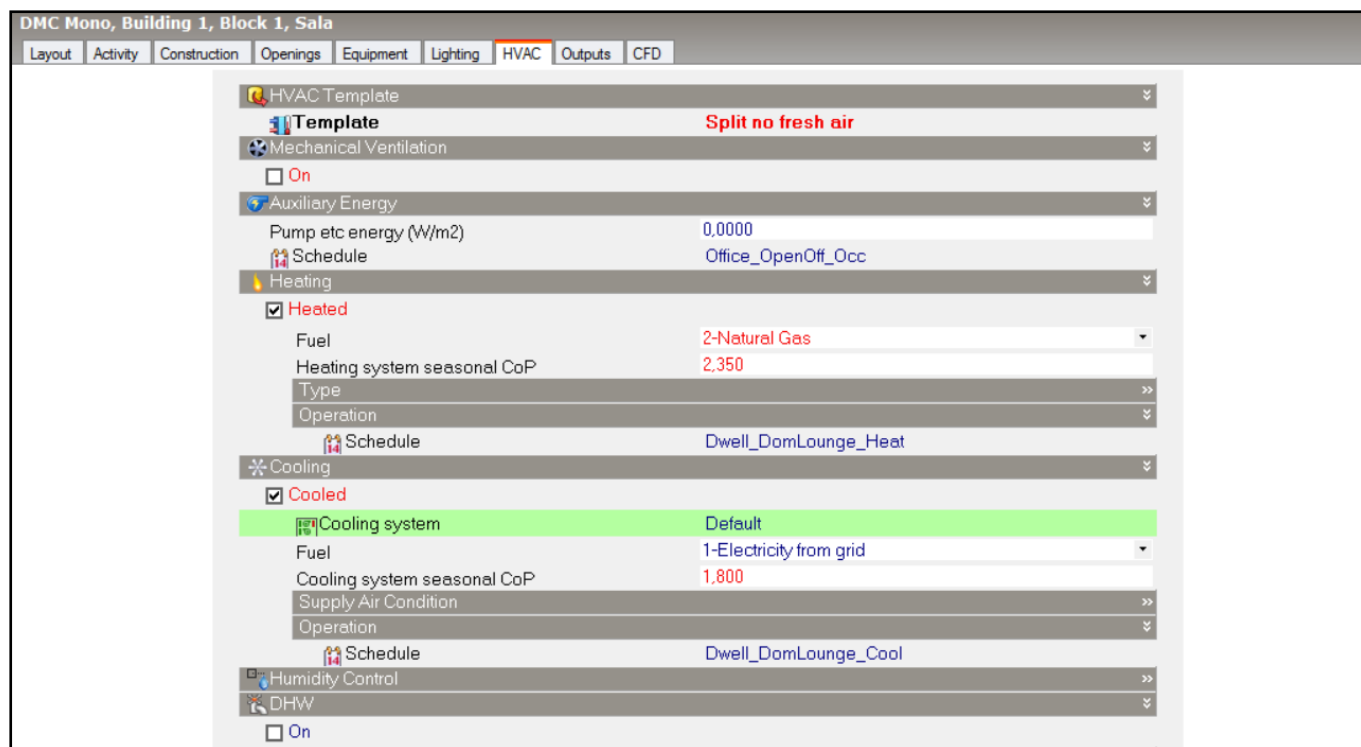 DMC Mono, Building 1, Block 1, Sala
Layout Activity Construction Openings Equipment Lighting HVAC Outputs CFD
HVAC Template
Template Split no fresh air
Mechanical Ventilation
On
Auxiliary Energy
Pump etc energy (W/m2) 0,0000
Schedule Office_OpenOff_Occ
Heating
Heated
Fuel 2-Natural Gas
Heating system seasonal CoP 2,350
Type
Operation
Schedule Dwell_DomLounge_Heat
Cooling
Cooled
Cooling system Default
Fuel 1-Electricity from grid
Cooling system seasonal CoP 1,800
Supply Air Condition
Operation
Schedule Dwell_DomLounge_Cool
Humidity Control
DHW
On